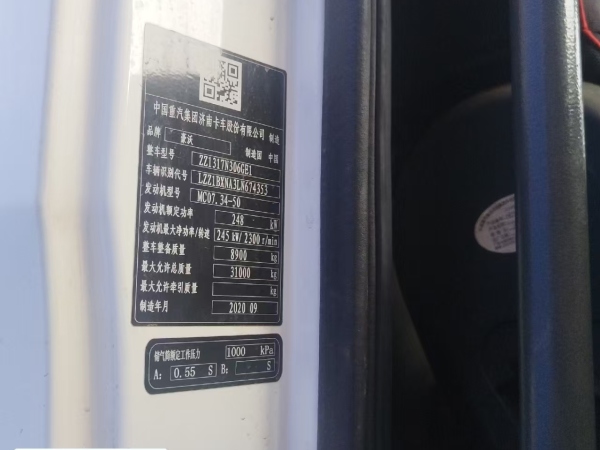 中国重汽集团济南卡车股份有限公司 制造
品牌 豪沃 制造国 中国
整车型号 ZZ1317N306GE1
车辆识别代号 LZZ1BXNA3LN674353
发动机型号 MC07.34-50
发动机额定功率 248 kW
发动机最大净功率/转速 245 kW/2300 r/min
整车整备质量 8900 kg
最大允许总质量 31000 kg
最大允许牵引质量 kg
制造年月 2020 09
储气筒额定工作压力 1000 kPa
A: 0.55 S B: S